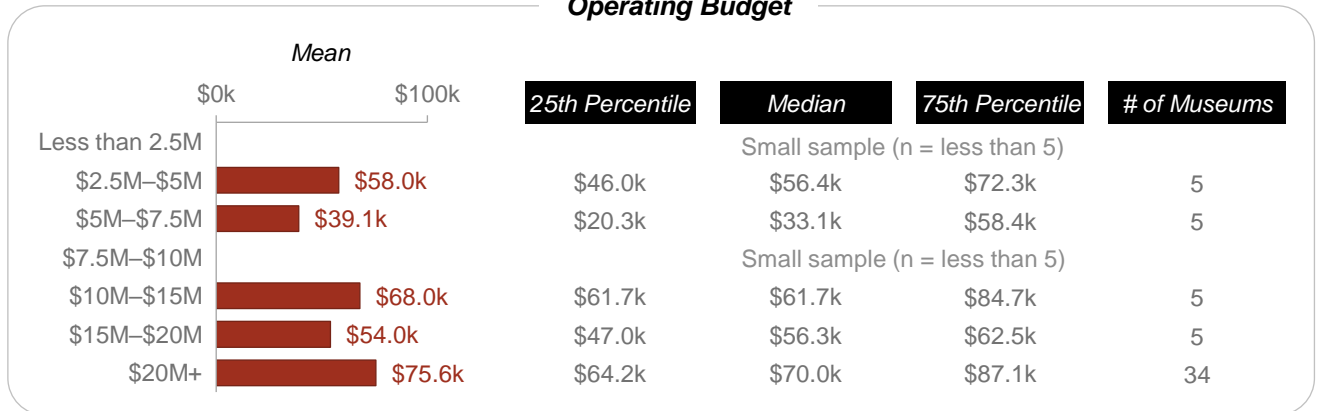 Operating Budget
Mean
$0k $100k 25th Percentile Median 75th Percentile # of Museums
Less than 2.5M Small sample (n = less than 5)
$2.5M–$5M $58.0k $46.0k $56.4k $72.3k 5
$5M–$7.5M $39.1k $20.3k $33.1k $58.4k 5
$7.5M–$10M Small sample (n = less than 5)
$10M–$15M $68.0k $61.7k $61.7k $84.7k 5
$15M–$20M $54.0k $47.0k $56.3k $62.5k 5
$20M+ $75.6k $64.2k $70.0k $87.1k 34